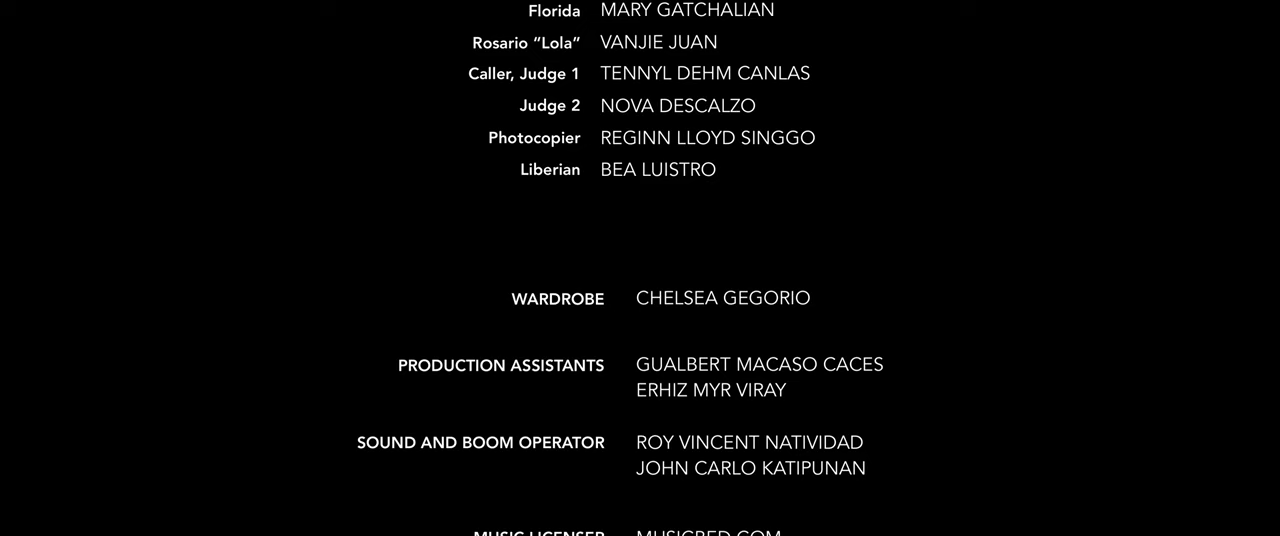 Florida MARY GATCHALIAN
Rosario “Lola” VANJIE JUAN
Caller, Judge 1 TENNYL DEHM CANLAS
Judge 2 NOVA DESCALZO
Photocopier REGINN LLOYD SINGGO
Liberian BEA LUISTRO
WARDROBE CHELSEA GEGORIO
PRODUCTION ASSISTANTS GUALBERT MACASO CACES
ERHIZ MYR VIRAY
SOUND AND BOOM OPERATOR ROY VINCENT NATIVIDAD
JOHN CARLO KATIPUNAN
MUSIC LICENSER